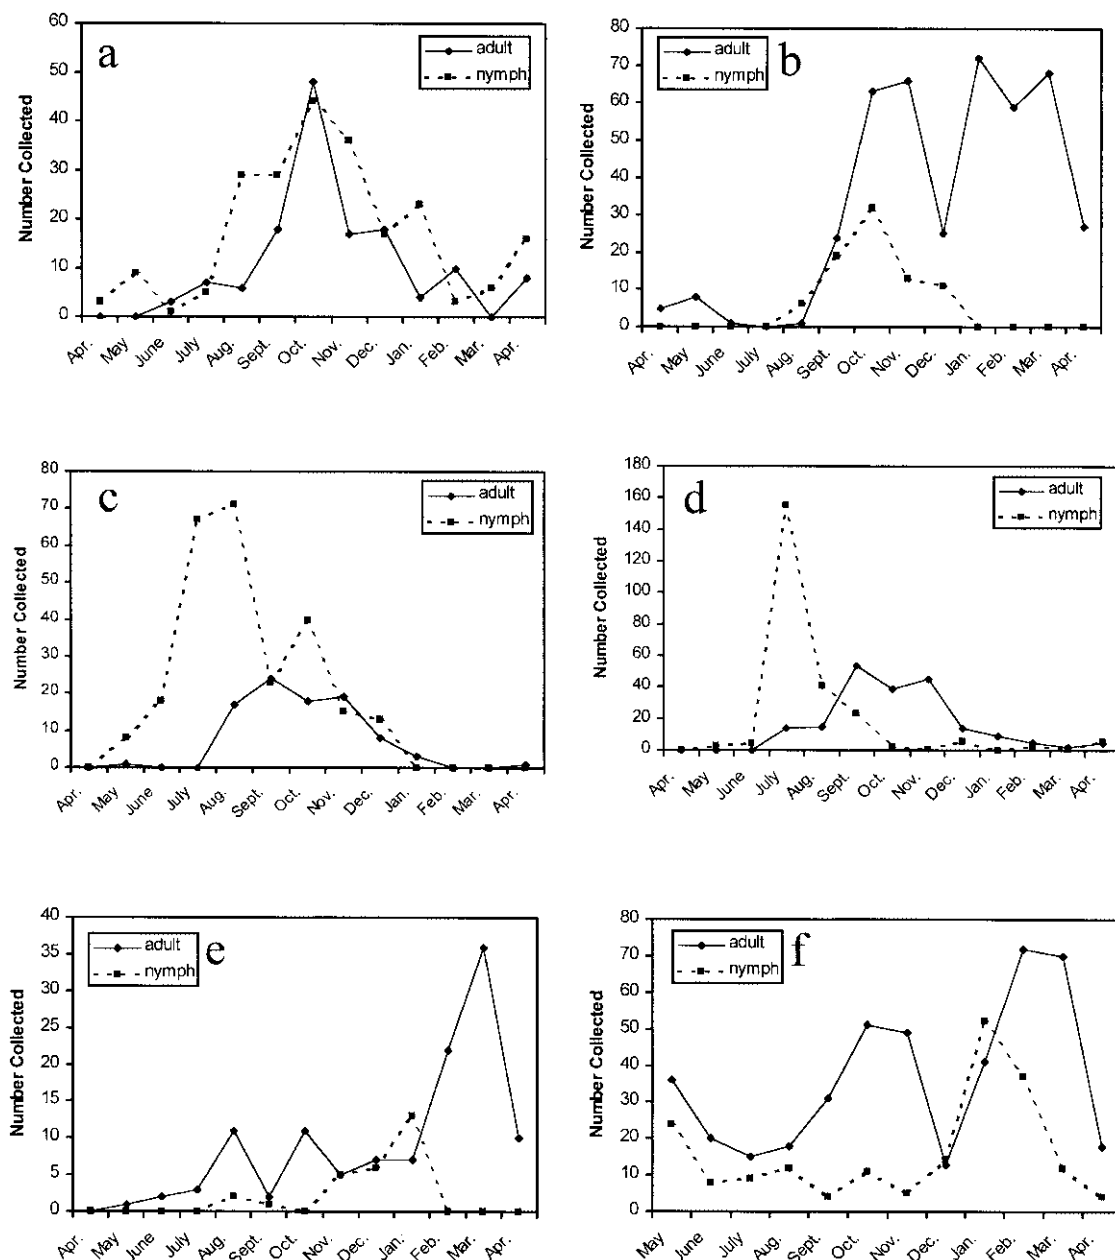 a
adult
nymph
Number Collected
60
50
40
30
20
10
0
Apr. May June July Aug. Sept. Oct. Nov. Dec. Jan. Feb. Mar. Apr.
b
adult
nymph
Number Collected
80
70
60
50
40
30
20
10
0
Apr. May June July Aug. Sept. Oct. Nov. Dec. Jan. Feb. Mar. Apr.
c
adult
nymph
Number Collected
80
70
60
50
40
30
20
10
0
Apr. May June July Aug. Sept. Oct. Nov. Dec. Jan. Feb. Mar. Apr.
d
adult
nymph
Number Collected
180
160
140
120
100
80
60
40
20
0
Apr. May June July Aug. Sept. Oct. Nov. Dec. Jan. Feb. Mar. Apr.
e
adult
nymph
Number Collected
40
35
30
25
20
15
10
5
0
Apr. May June July Aug. Sept. Oct. Nov. Dec. Jan. Feb. Mar. Apr.
f
adult
nymph
Number Collected
80
70
60
50
40
30
20
10
0
May June July Aug. Sept. Oct. Nov. Dec. Jan. Feb. Mar. Apr.